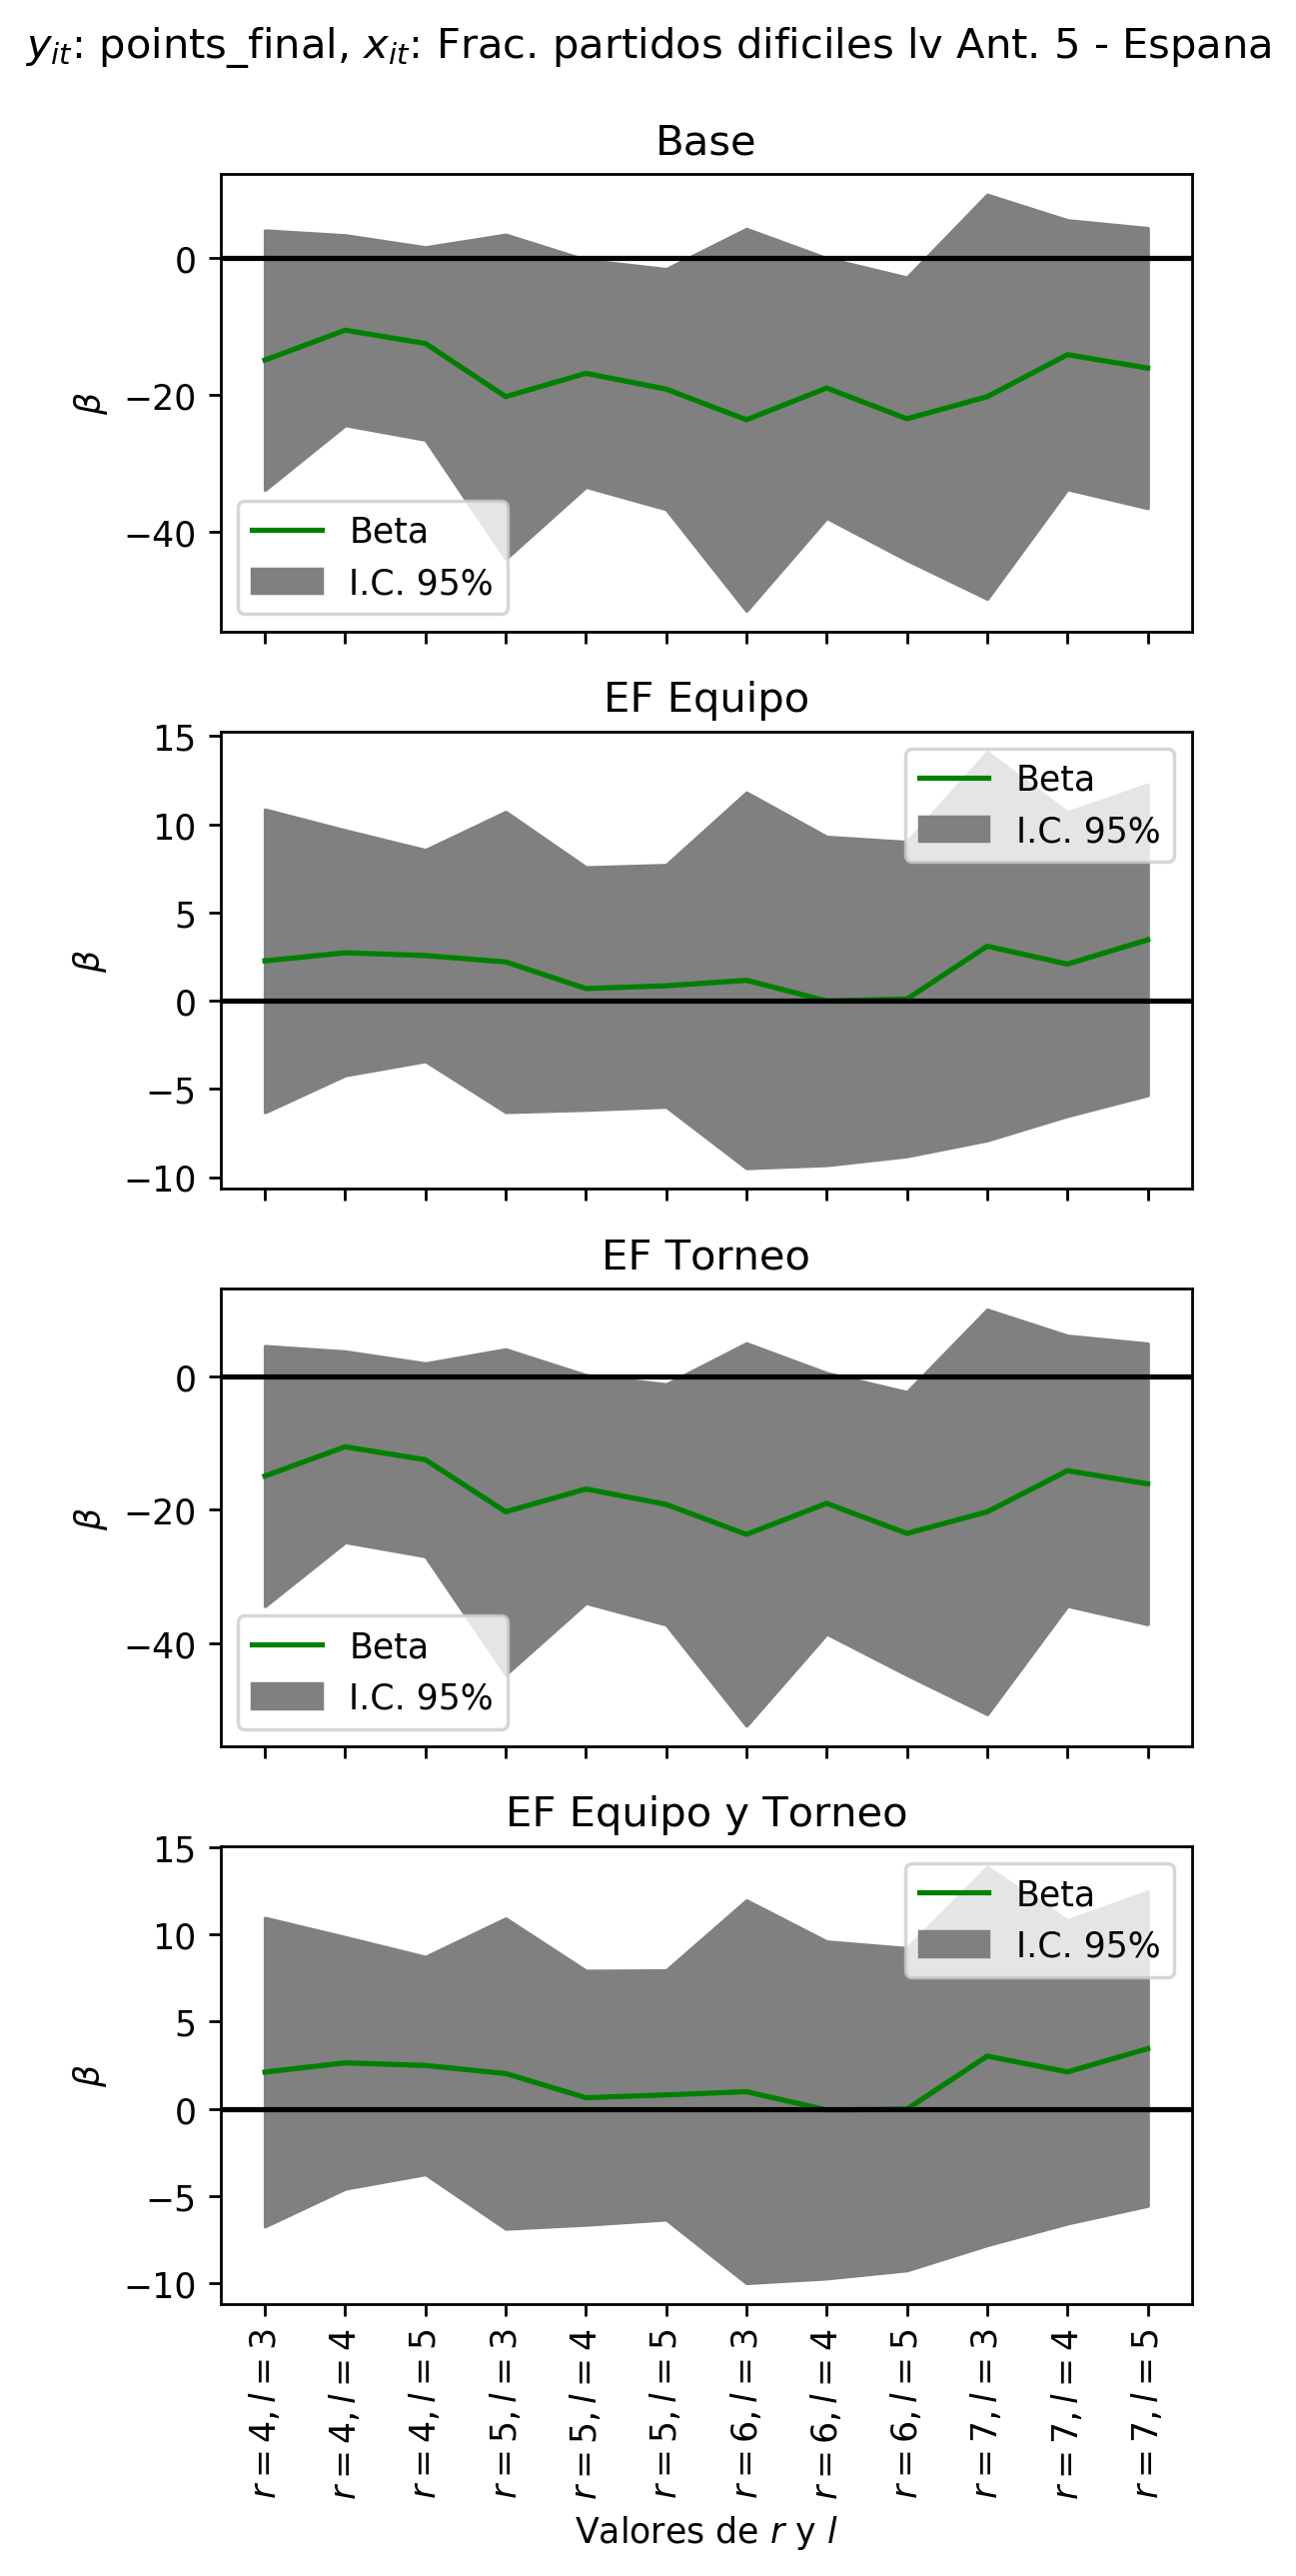 y_it: points_final, x_it: Frac. partidos dificiles lv Ant. 5 - Espana
Base
0
−20
−40
β
Beta
I.C. 95%
EF Equipo
15
10
5
0
−5
−10
β
Beta
I.C. 95%
EF Torneo
0
−20
−40
β
Beta
I.C. 95%
EF Equipo y Torneo
15
10
5
0
−5
−10
β
Beta
I.C. 95%
r = 4, l = 3
r = 4, l = 4
r = 4, l = 5
r = 5, l = 3
r = 5, l = 4
r = 5, l = 5
r = 6, l = 3
r = 6, l = 4
r = 6, l = 5
r = 7, l = 3
r = 7, l = 4
r = 7, l = 5
Valores de r y l